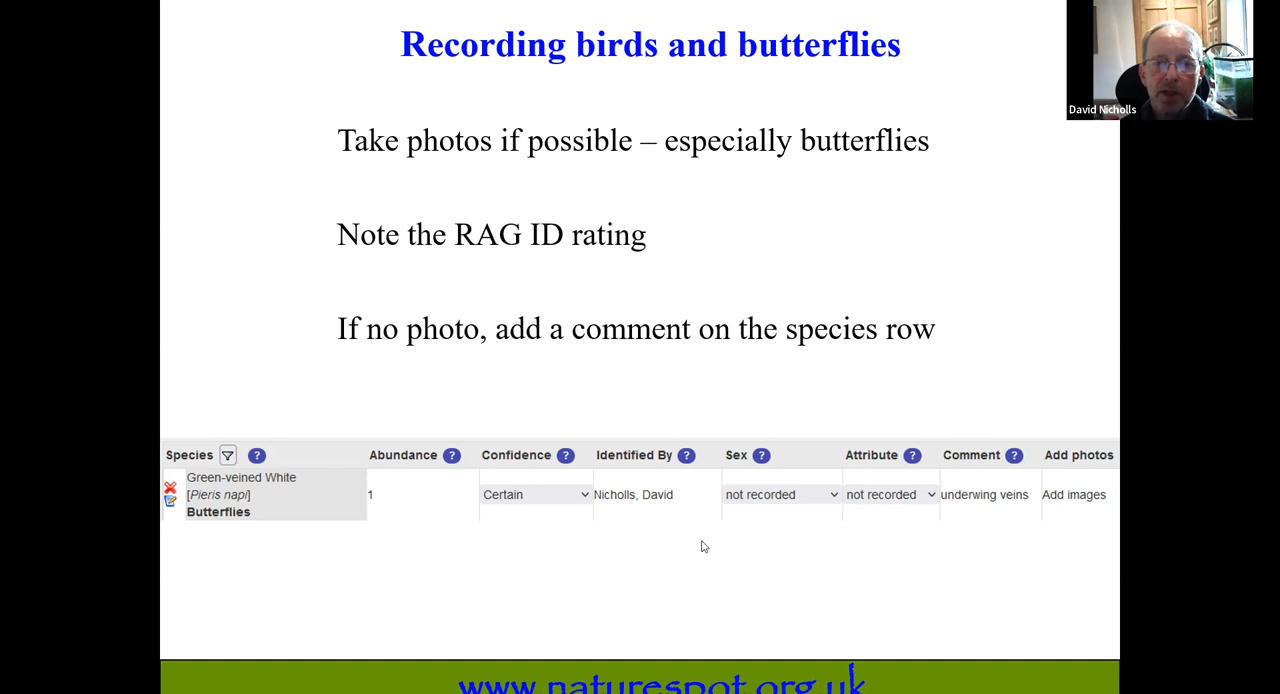 Recording birds and butterflies
David Nicholls
Take photos if possible – especially butterflies
Note the RAG ID rating
If no photo, add a comment on the species row
Species ? Abundance ? Confidence ? Identified By ? Sex ? Attribute ? Comment ? Add photos
Green-veined White
[Pieris napi] 1 Certain Nicholls, David not recorded not recorded underwing veins Add images
Butterflies
www.naturespot.org.uk